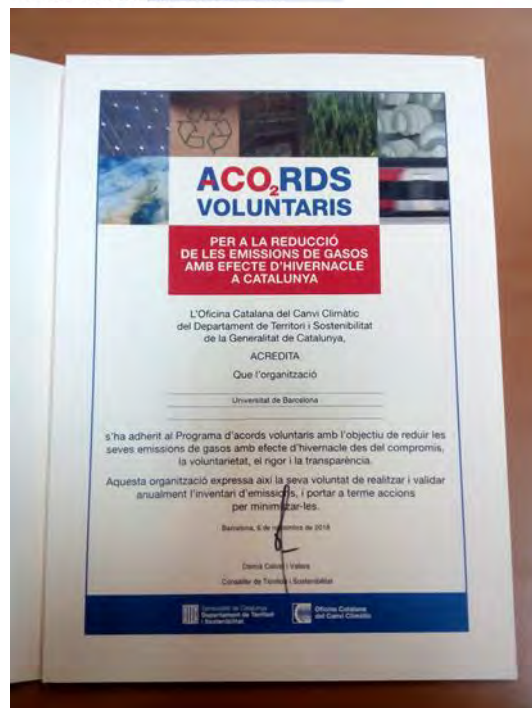 ACO2RDS
VOLUNTARIS
PER A LA REDUCCIÓ
DE LES EMISSIONS DE GASOS
AMB EFECTE D'HIVERNACLE
A CATALUNYA
L'Oficina Catalana del Canvi Climàtic
del Departament de Territori i Sostenibilitat
de la Generalitat de Catalunya,
ACREDITA
Que l'organització
Universitat de Barcelona
s'ha adherit al Programa d'acords voluntaris amb l'objectiu de reduir les
seves emissions de gasos amb efecte d'hivernacle des del compromís,
la voluntarietat, el rigor i la transparència.
Aquesta organització expressa així la seva voluntat de realitzar i validar
anualment l'inventari d'emissions, i portar a terme accions
per minimitzar-les.
Barcelona, 6 de novembre de 2018
Damià Calvet i Valera
Conseller de Territori i Sostenibilitat
Generalitat de Catalunya
Departament de Territori
i Sostenibilitat
Oficina Catalana
del Canvi Climàtic